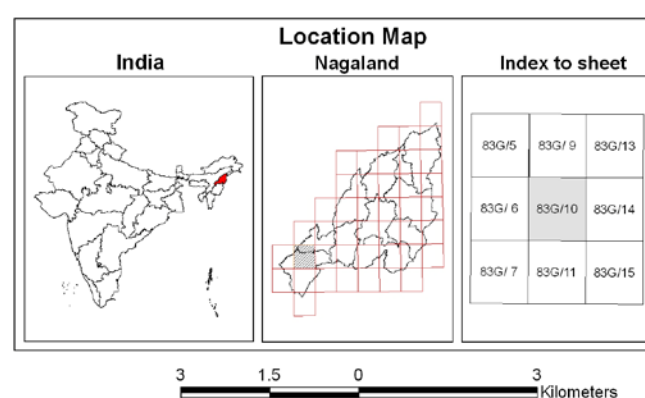 Location Map
India
Nagaland
Index to sheet
83G/5 83G/ 9 83G/13
83G/ 6 83G/10 83G/14
83G/ 7 83G/11 83G/15
3 1.5 0 3
Kilometers